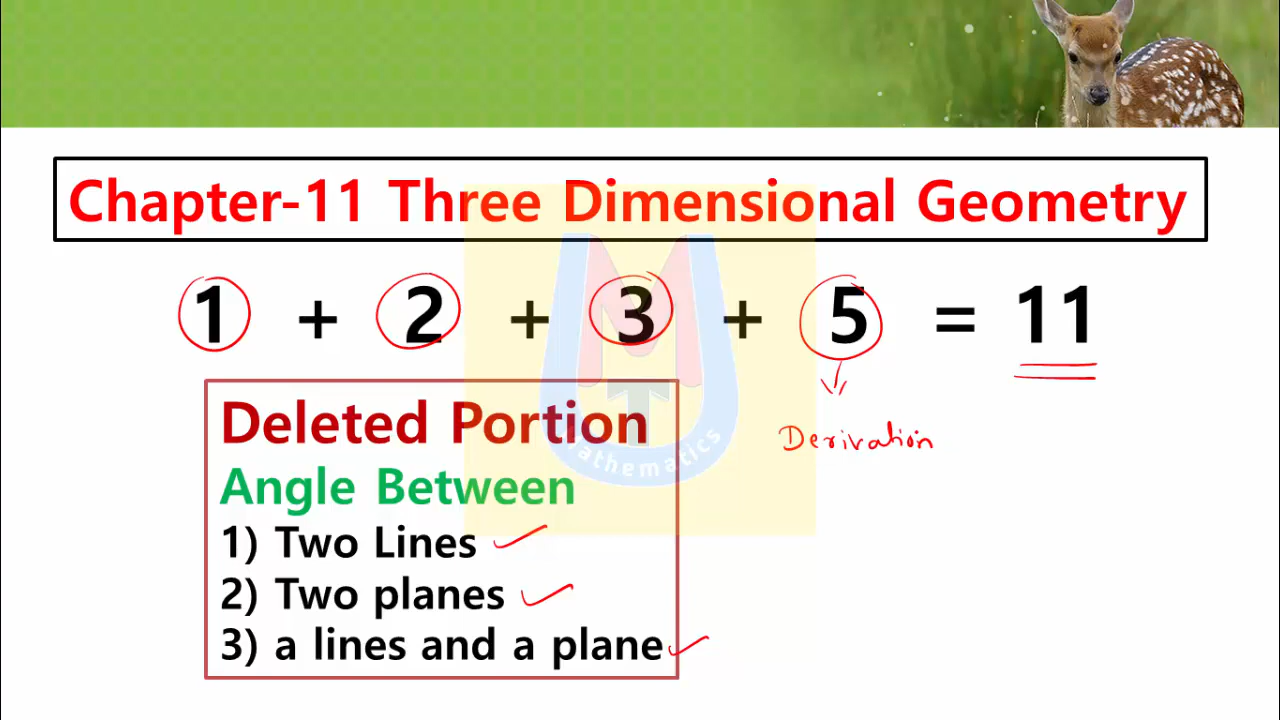 Chapter-11 Three Dimensional Geometry
1 + 2 + 3 + 5 = 11
Derivation
Deleted Portion
Angle Between
1) Two Lines
2) Two planes
3) a lines and a plane
M
Mathematics